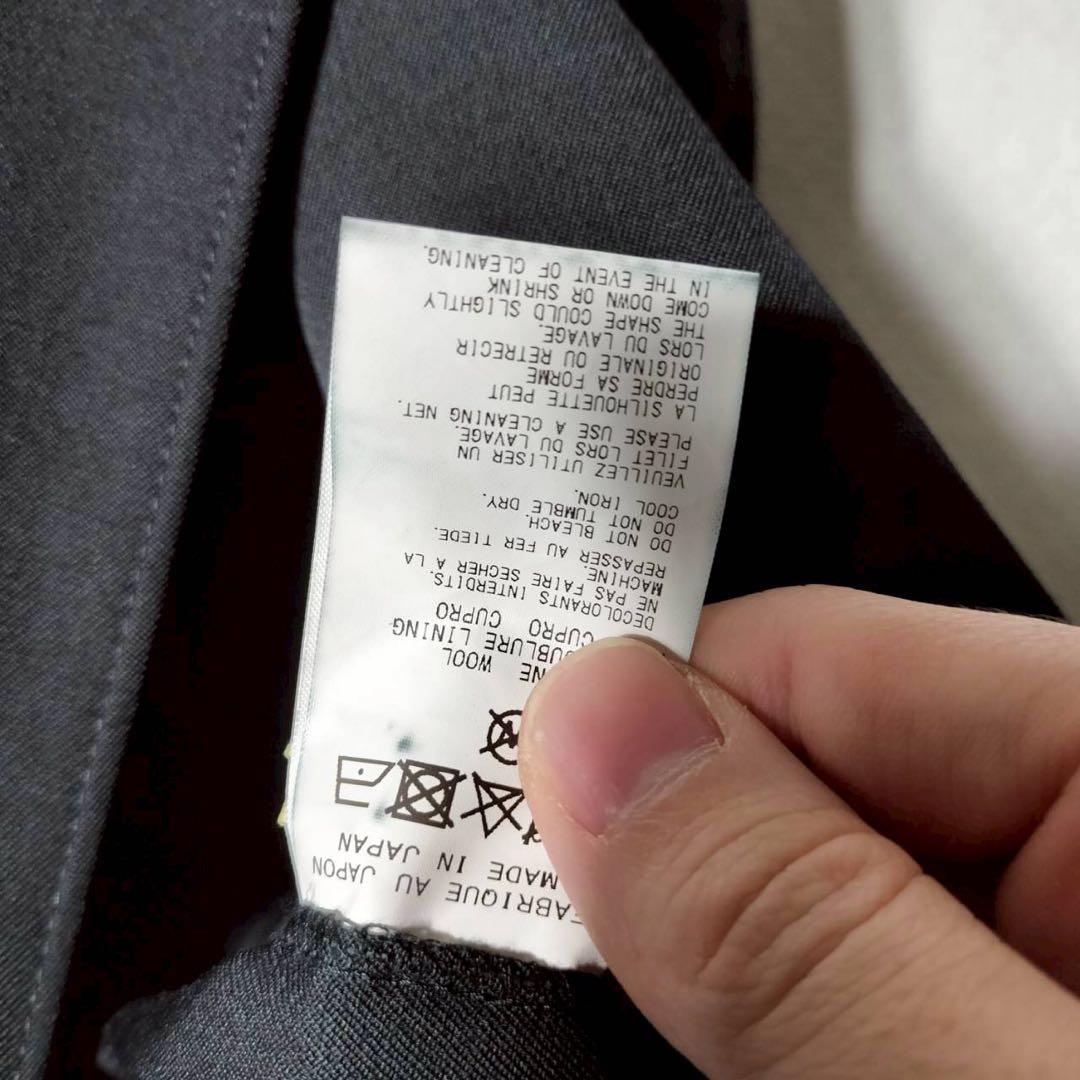 FABRIQUE AU JAPON
MADE IN JAPAN
WOOL
LINING
CUPRO CUPRO
DECOLORANTS INTERDITS.
NE PAS FAIRE SECHER A LA
MACHINE.
REPASSER AU FER TIEDE.
DO NOT BLEACH.
DO NOT TUMBLE DRY.
COOL IRON.
VEUILLEZ UTILISER UN
FILET LORS DU LAVAGE.
PLEASE USE A CLEANING NET.
LA SILHOUETTE PEUT
PERDRE SA FORME
ORIGINALE OU RETRECIR
LORS DU LAVAGE.
THE SHAPE COULD SLIGHTLY
COME DOWN OR SHRINK
IN THE EVENT OF CLEANING.